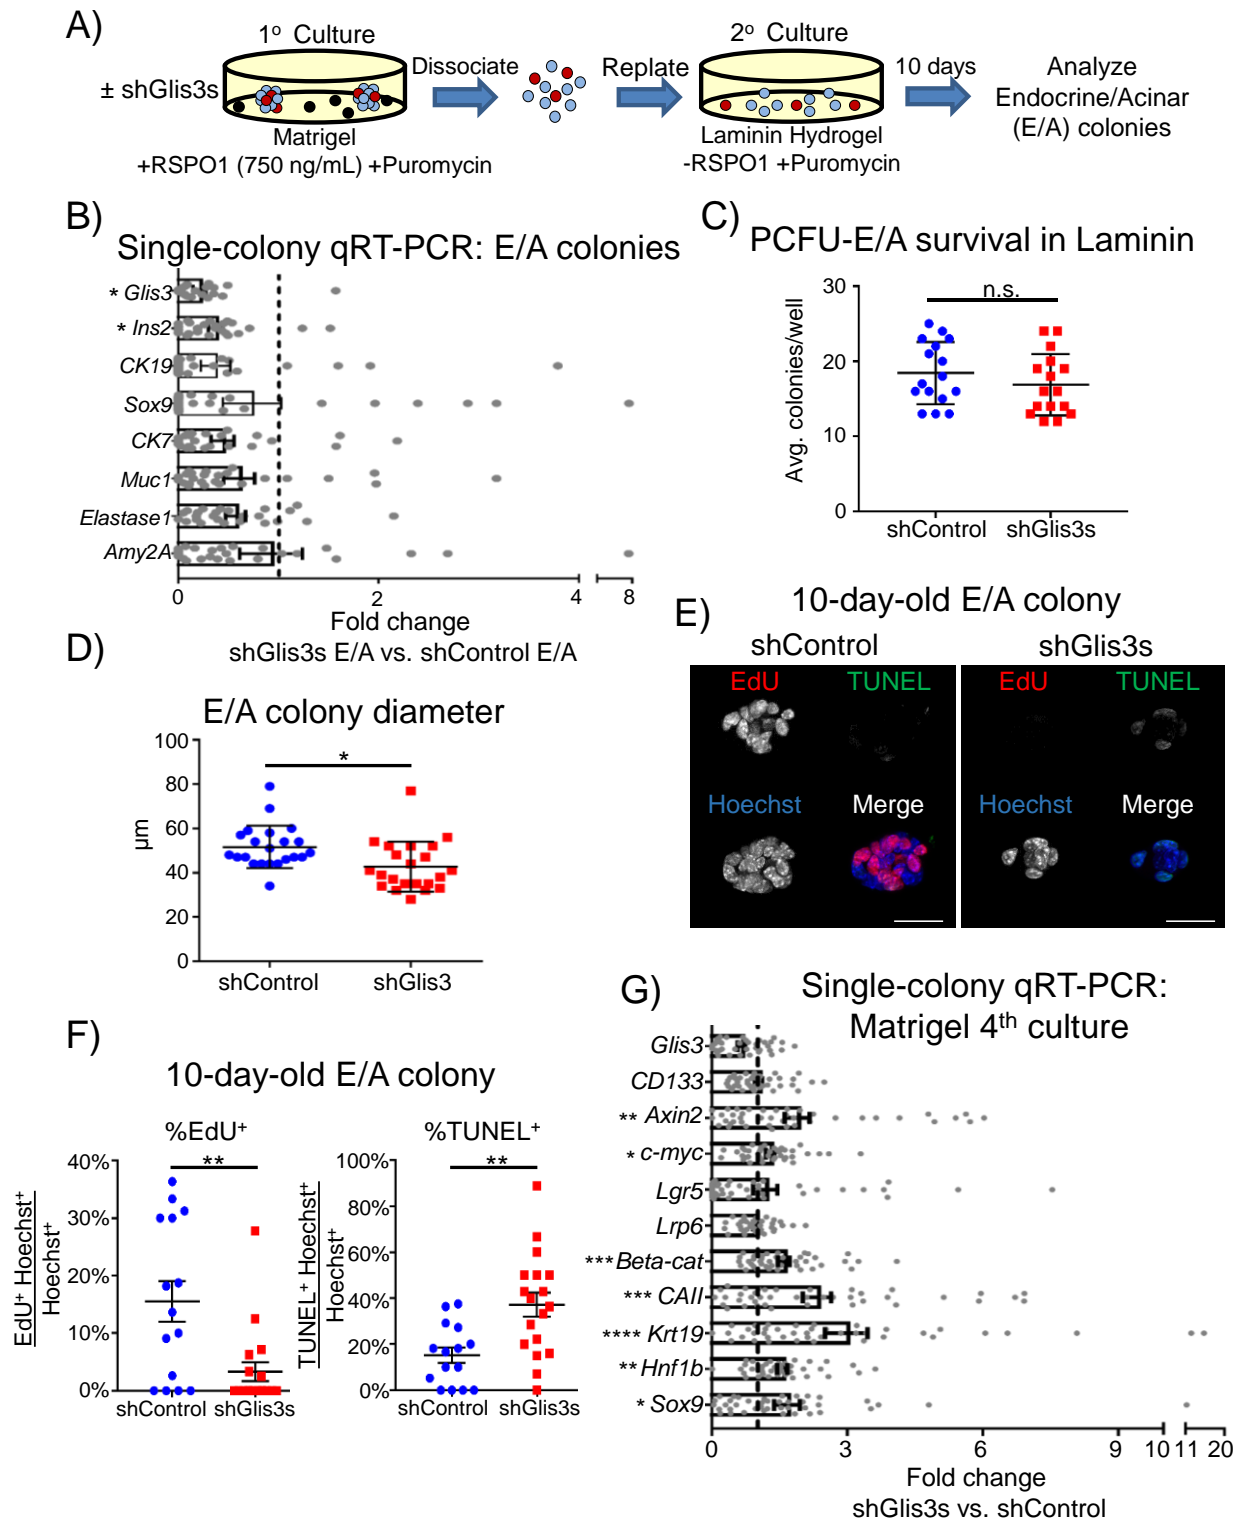 A)
1º Culture
2º Culture
± shGlis3s
Dissociate
Replate
10 days
Analyze
Endocrine/Acinar
(E/A) colonies
Matrigel
+RSPO1 (750 ng/mL) +Puromycin
Laminin Hydrogel
-RSPO1 +Puromycin
B)
Single-colony qRT-PCR: E/A colonies
* Glis3
* Ins2
CK19
Sox9
CK7
Muc1
Elastase1
Amy2A
0 2 4 8
Fold change
shGlis3s E/A vs. shControl E/A
C)
PCFU-E/A survival in Laminin
Avg. colonies/well
30
20
10
0
n.s.
shControl shGlis3s
D)
E/A colony diameter
µm
100
80
60
40
20
0
*
shControl shGlis3
E)
10-day-old E/A colony
shControl shGlis3s
EdU TUNEL EdU TUNEL
Hoechst Merge Hoechst Merge
F)
10-day-old E/A colony
%EdU⁺
EdU⁺ Hoechst⁺
Hoechst⁺
40%
30%
20%
10%
0%
**
shControl shGlis3s
%TUNEL⁺
TUNEL⁺ Hoechst⁺
Hoechst⁺
100%
80%
60%
40%
20%
0%
**
shControl shGlis3s
G)
Single-colony qRT-PCR:
Matrigel 4th culture
Glis3
CD133
** Axin2
* c-myc
Lgr5
Lrp6
*** Beta-cat
*** CAII
**** Krt19
** Hnf1b
* Sox9
0 3 6 9 10 11 20
Fold change
shGlis3s vs. shControl